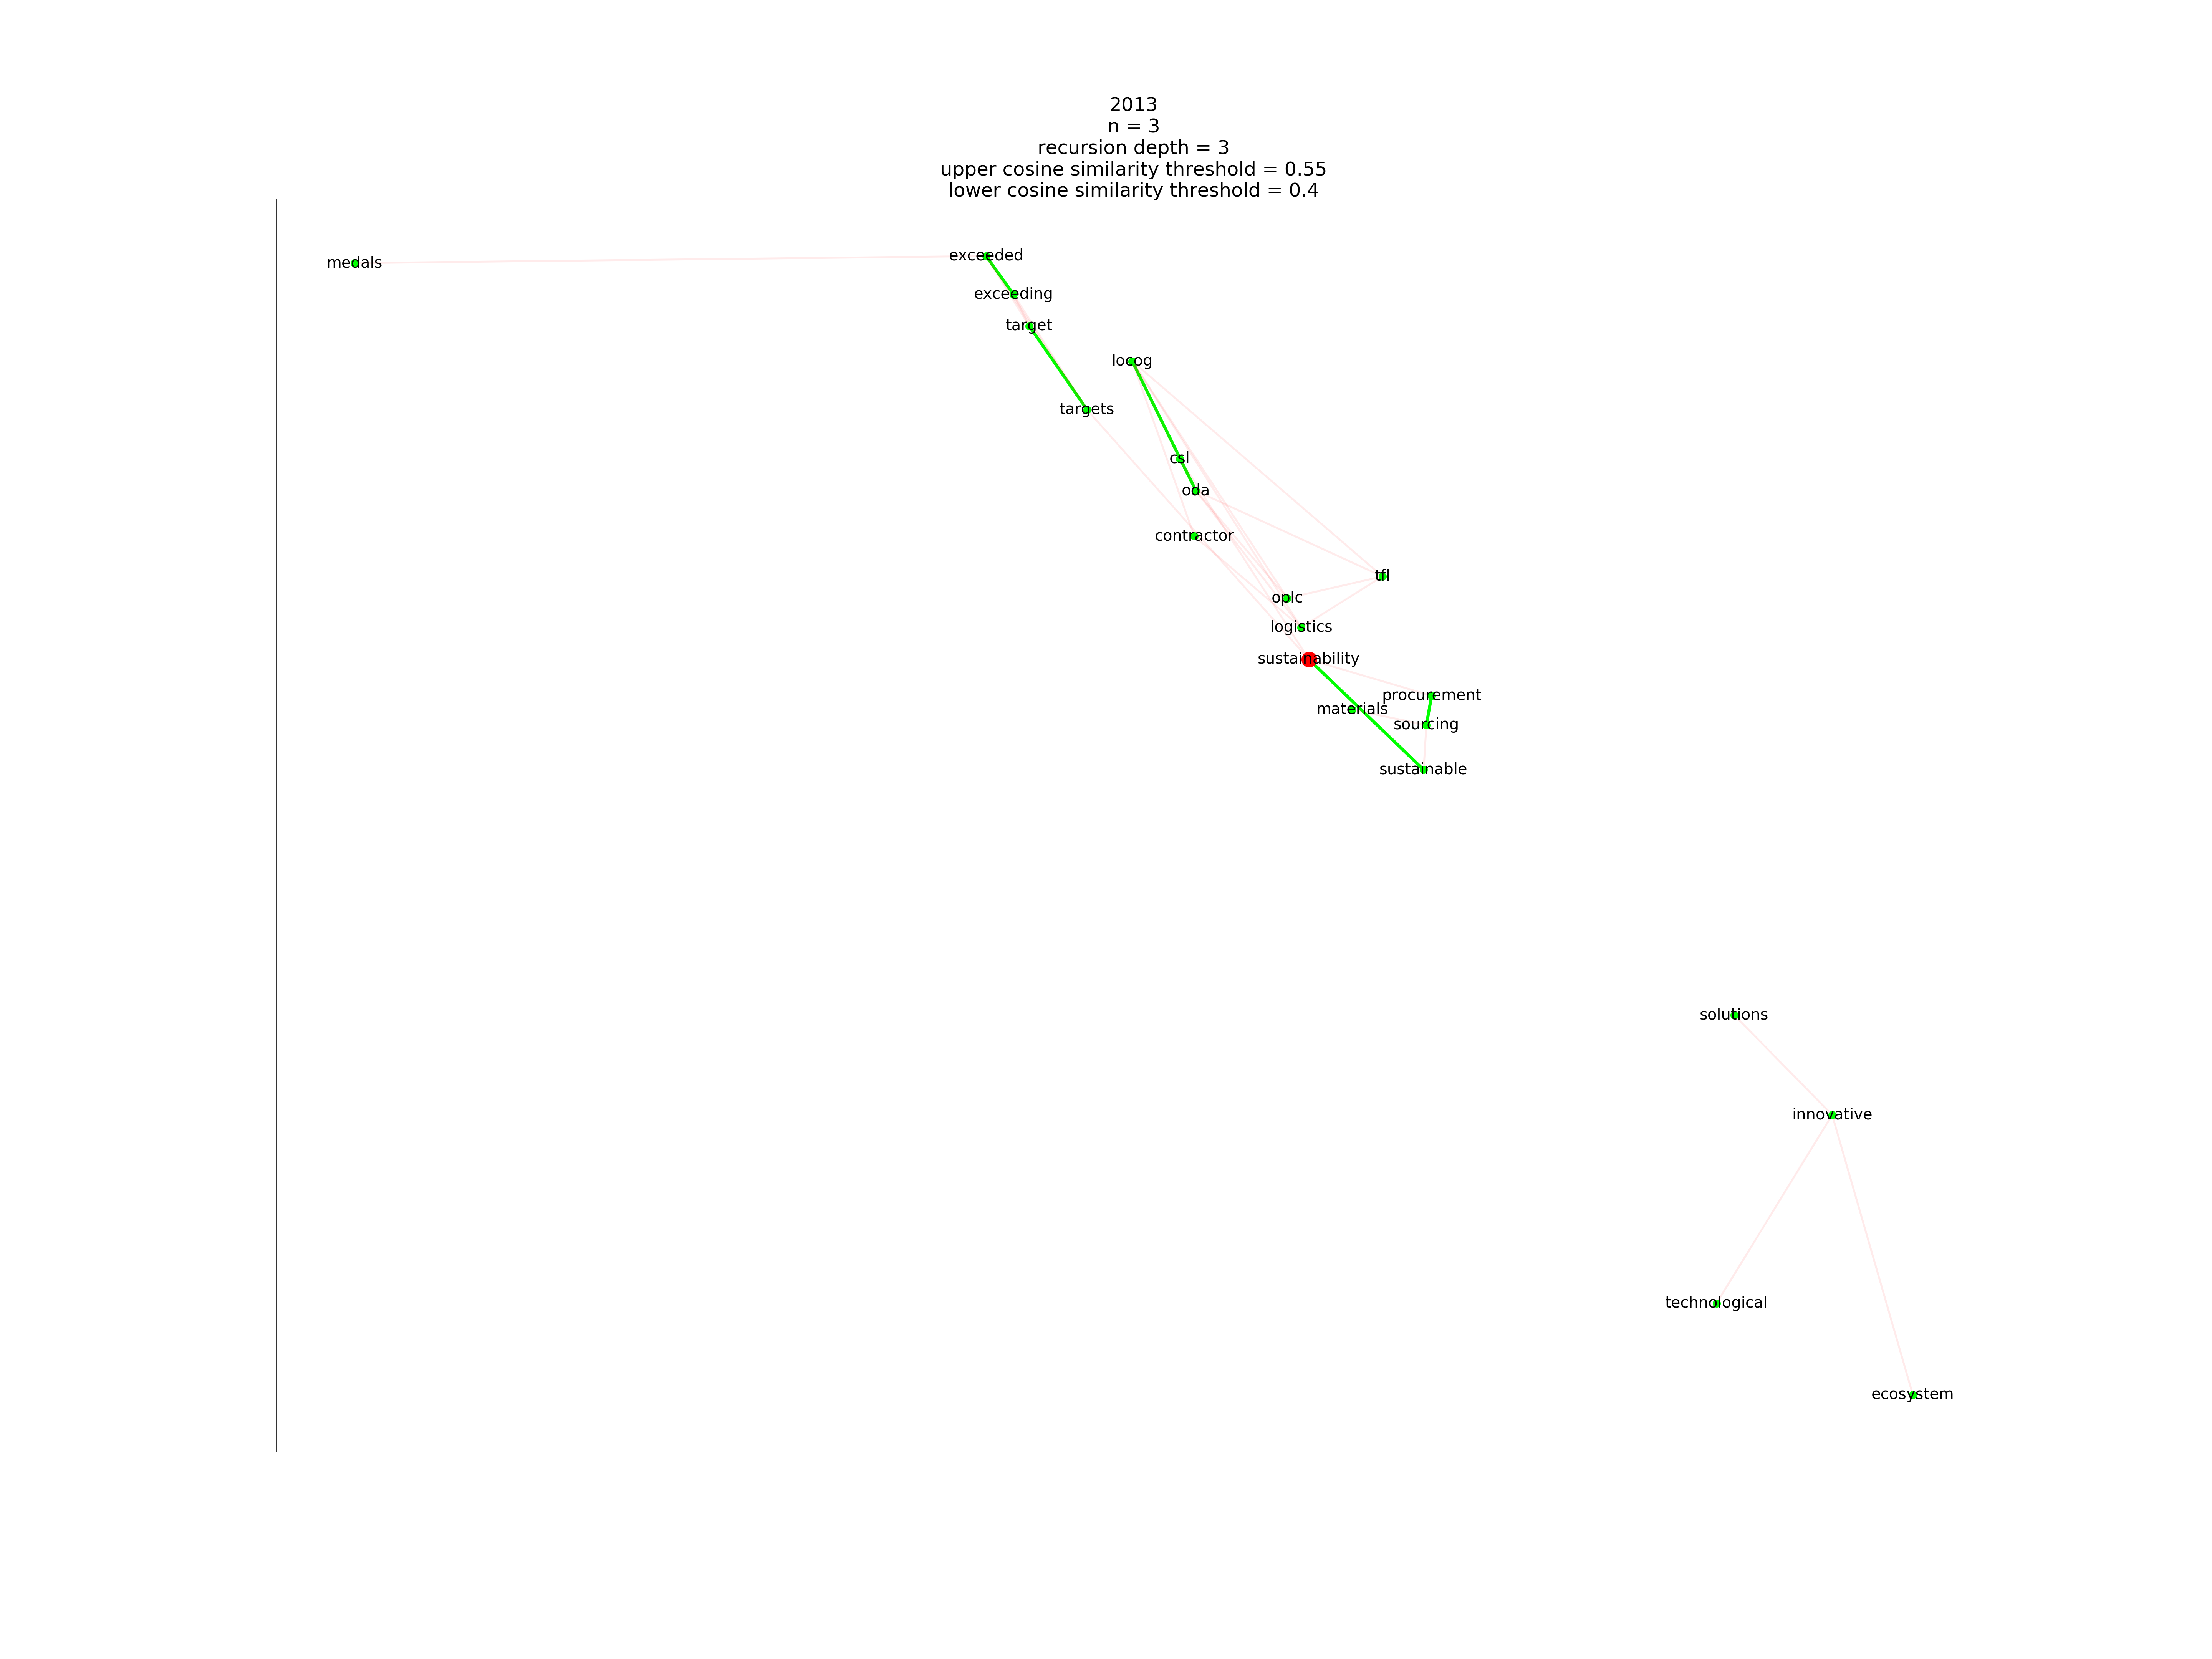 2013
n = 3
recursion depth = 3
upper cosine similarity threshold = 0.55
lower cosine similarity threshold = 0.4
medals
exceeded
exceeding
target
locog
targets
csl
oda
contractor
tfl
oplc
logistics
sustainability
procurement
materials
sourcing
sustainable
solutions
innovative
technological
ecosystem